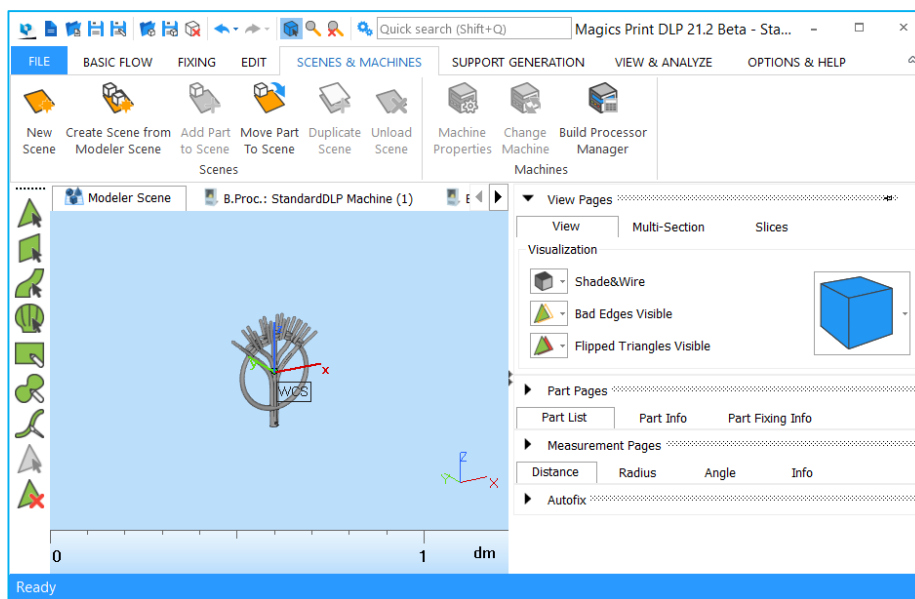 Quick search (Shift+Q)
Magics Print DLP 21.2 Beta - Sta...
FILE BASIC FLOW FIXING EDIT SCENES & MACHINES SUPPORT GENERATION VIEW & ANALYZE OPTIONS & HELP
New Scene
Create Scene from Modeler Scene
Add Part to Scene
Move Part To Scene
Duplicate Scene
Unload Scene
Machine Properties
Change Machine
Build Processor Manager
Scenes
Machines
Modeler Scene
B.Proc.: StandardDLP Machine (1)
View Pages
View Multi-Section Slices
Visualization
Shade&Wire
Bad Edges Visible
Flipped Triangles Visible
z
y
x
WCS
Part Pages
Part List Part Info Part Fixing Info
Measurement Pages
Distance Radius Angle Info
Autofix
Z
Y
X
0 1 dm
Ready